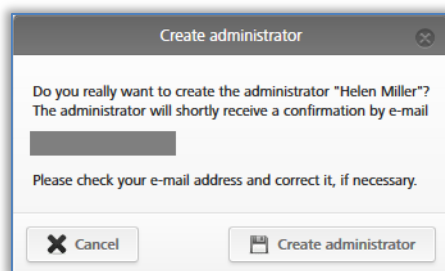 Create administrator
Do you really want to create the administrator "Helen Miller"?
The administrator will shortly receive a confirmation by e-mail
Please check your e-mail address and correct it, if necessary.
Cancel
Create administrator